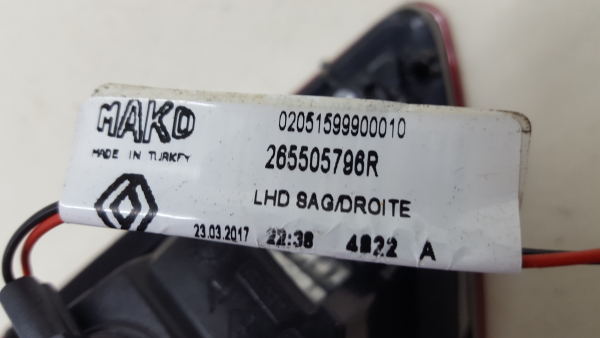 MAKO
MADE IN TURKEY
02051599900010
265505796R
LHD SAG/DROITE
23.03.2017 22:38 4822 A